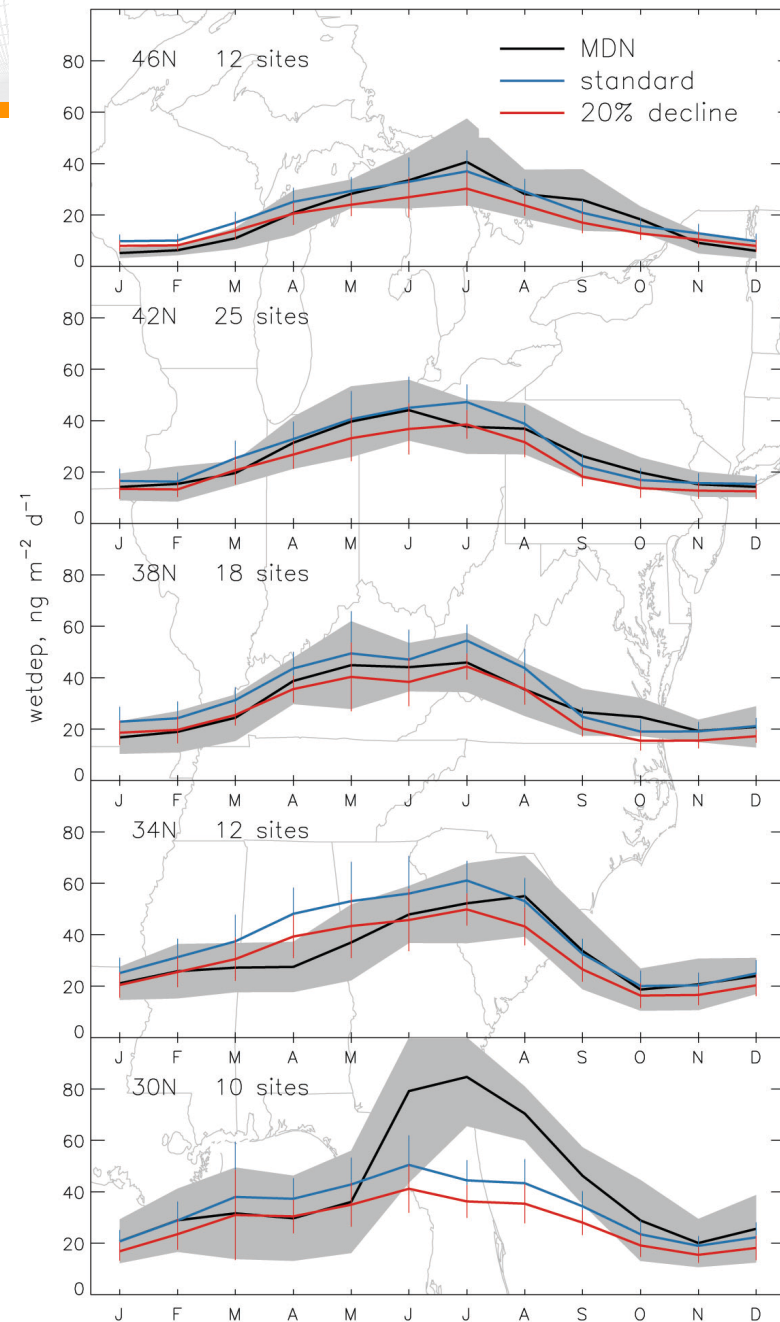 46N 12 sites
MDN
standard
20% decline
80
60
40
20
0
J F M A M J J A S O N D
42N 25 sites
80
60
40
20
0
J F M A M J J A S O N D
38N 18 sites
80
60
40
20
0
J F M A M J J A S O N D
34N 12 sites
80
60
40
20
0
J F M A M J J A S O N D
30N 10 sites
80
60
40
20
0
J F M A M J J A S O N D
wetdep, ng m⁻² d⁻¹